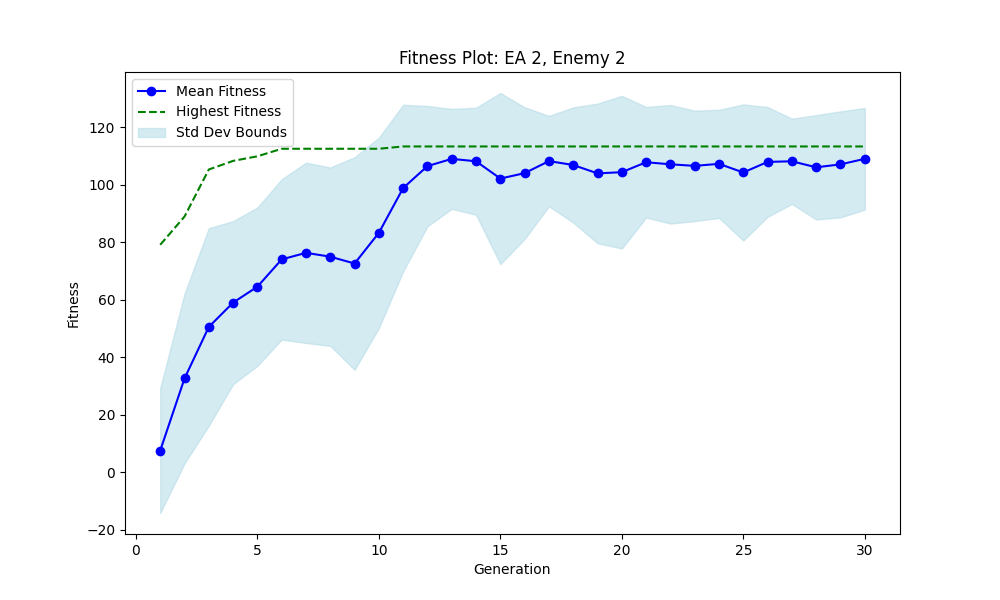 Fitness Plot: EA 2, Enemy 2
Mean Fitness
Highest Fitness
Std Dev Bounds
120
100
80
60
40
20
0
−20
Fitness
0 5 10 15 20 25 30
Generation